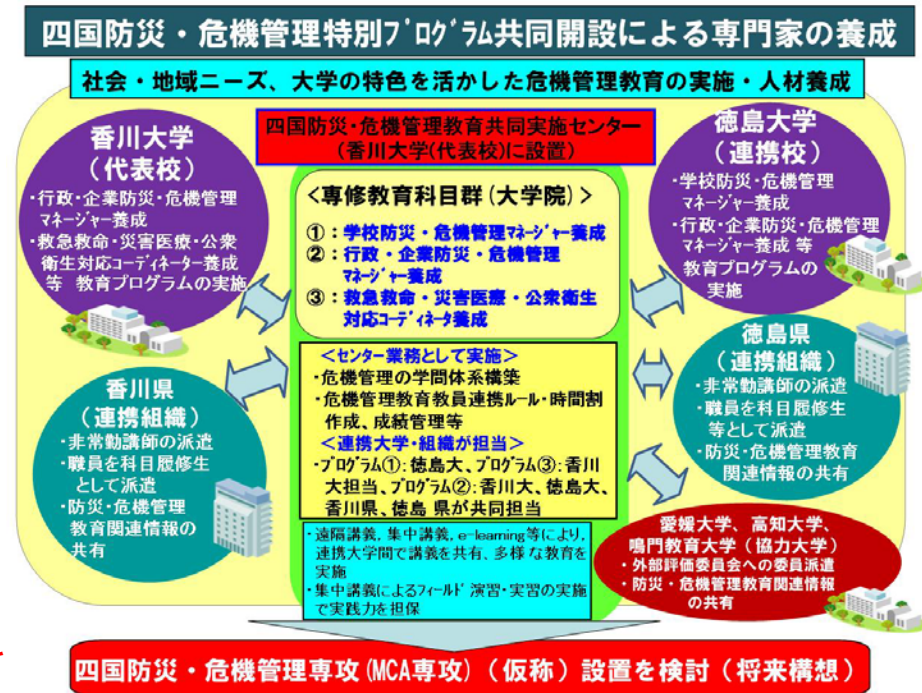 四国防災・危機管理特別プログラム共同開設による専門家の養成
社会・地域ニーズ、大学の特色を活かした危機管理教育の実施・人材養成
香川大学
（代表校）
・行政・企業防災・危機管理
マネージャー養成
・救急救命・災害医療・公衆
衛生対応コーディネーター養成
等 教育プログラムの実施
四国防災・危機管理教育共同実施センター
（香川大学(代表校)に設置）
徳島大学
（連携校）
・学校防災・危機管理
マネージャー養成
・行政・企業防災・危機管理
マネージャー養成 等
教育プログラムの
実施
＜専修教育科目群(大学院)＞
①：学校防災・危機管理マネージャー養成
②：行政・企業防災・危機管理
マネージャー養成
③：救急救命・災害医療・公衆衛生
対応コーディネータ養成
香川県
（連携組織）
・非常勤講師の派遣
・職員を科目履修生
として派遣
・防災・危機管理
教育関連情報の
共有
＜センター業務として実施＞
・危機管理の学問体系構築
・危機管理教育教員連携ルール・時間割
作成、成績管理等
＜連携大学・組織が担当＞
・プログラム①：徳島大、プログラム③：香川
大担当、プログラム②：香川大、徳島大、
香川県、徳島 県が共同担当
徳島県
（連携組織）
・非常勤講師の派遣
・職員を科目履修生
等として派遣
・防災・危機管理教育
関連情報の共有
・遠隔講義，集中講義，e-learning等により，
連携大学間で講義を共有、多様な教育を
実施
・集中講義によるフィールド演習・実習の実施
で実践力を担保
愛媛大学、高知大学、
鳴門教育大学（協力大学）
・外部評価委員会への委員派遣
・防災・危機管理教育関連情報
の共有
四国防災・危機管理専攻(MCA専攻)（仮称）設置を検討（将来構想）